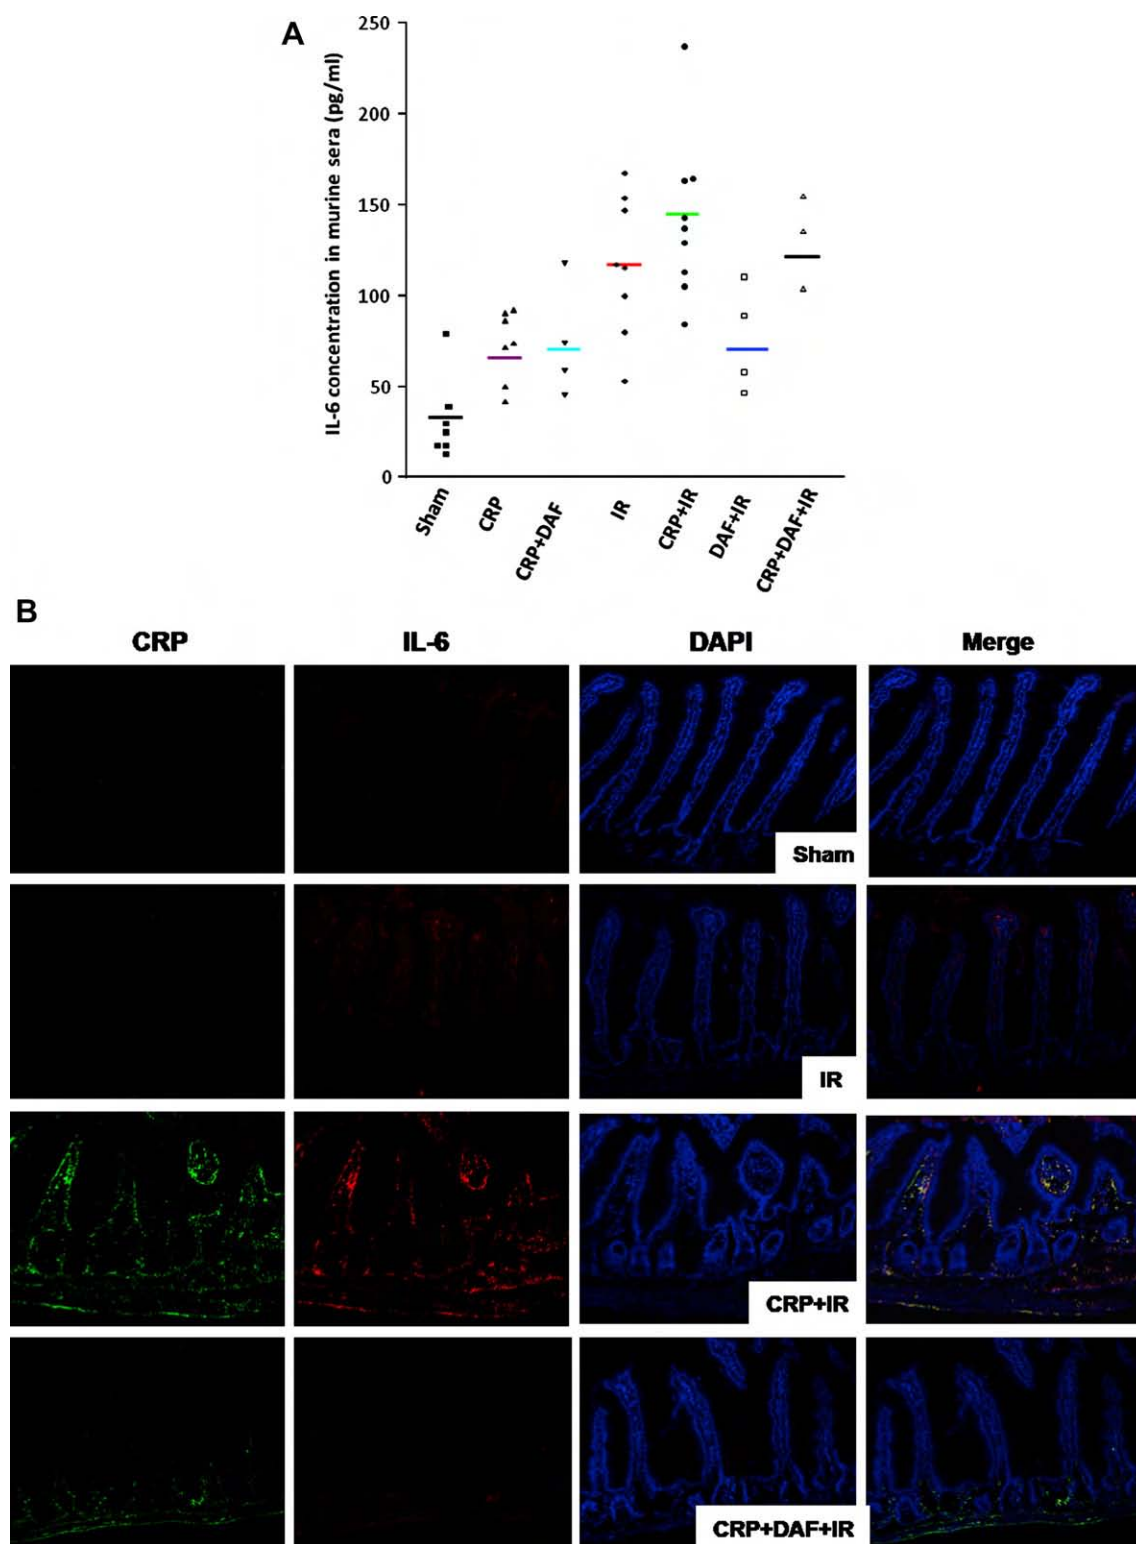 A
IL-6 concentration in murine sera (pg/ml)
250
200
150
100
50
0
Sham
CRP
CRP+DAF
IR
CRP+IR
DAF+IR
CRP+DAF+IR
B
CRP IL-6 DAPI Merge
Sham
IR
CRP+IR
CRP+DAF+IR